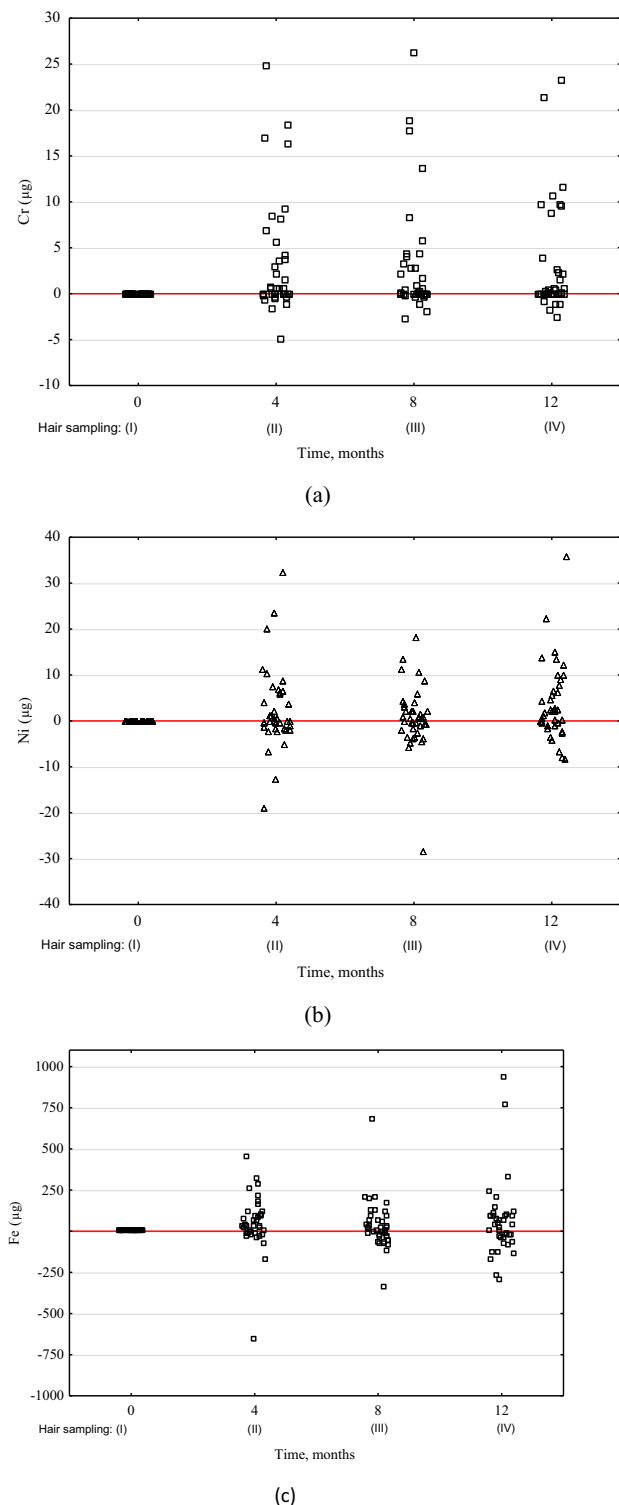 30
25
20
15
10
5
0
-5
-10
Cr (µg)
0 4 8 12
Hair sampling: (I) (II) (III) (IV)
Time, months
(a)
40
30
20
10
0
-10
-20
-30
-40
Ni (µg)
0 4 8 12
Hair sampling: (I) (II) (III) (IV)
Time, months
(b)
1000
750
500
250
0
-250
-500
-750
-1000
Fe (µg)
0 4 8 12
Hair sampling: (I) (II) (III) (IV)
Time, months
(c)